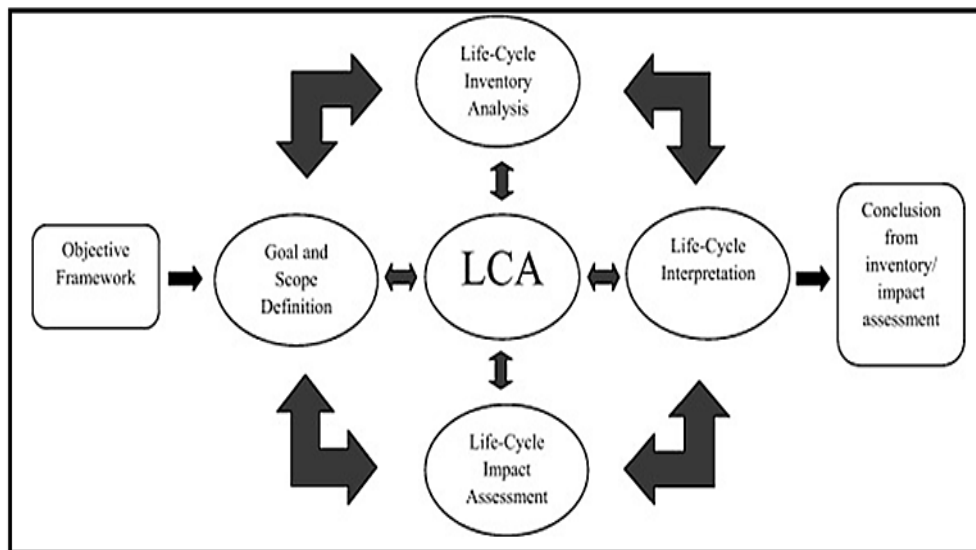 Life-Cycle
Inventory
Analysis
Objective
Framework
Goal and
Scope
Definition
LCA
Life-Cycle
Interpretation
Conclusion
from
inventory/
impact
assessment
Life-Cycle
Impact
Assessment